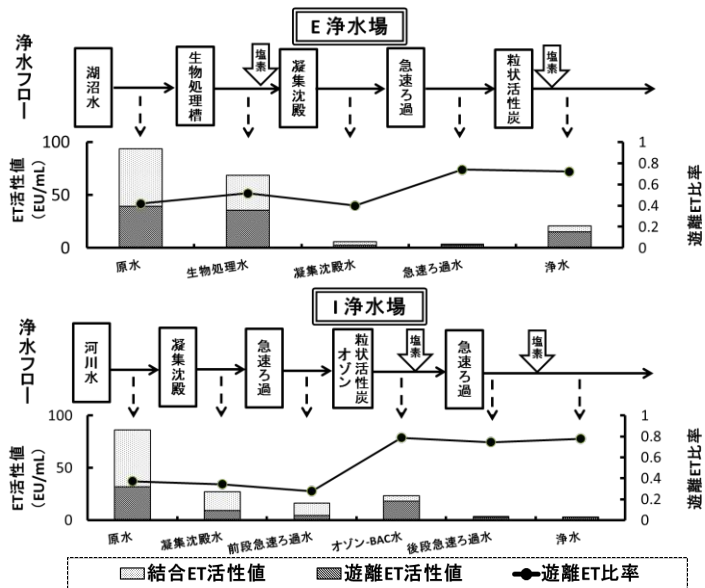 E 浄水場
浄水フロー
湖沼水
生物処理槽
塩素
凝集沈殿
急速ろ過
粒状活性炭
塩素
ET活性値
（EU/mL）
100
50
0
1
0.8
0.6
0.4
0.2
0
遊離ET比率
原水
生物処理水
凝集沈殿水
急速ろ過水
浄水
I 浄水場
浄水フロー
河川水
凝集沈殿
急速ろ過
粒状活性炭
オゾン
塩素
急速ろ過
塩素
ET活性値
（EU/mL）
100
50
0
1
0.8
0.6
0.4
0.2
0
遊離ET比率
原水
凝集沈殿水
前段急速ろ過水
オゾン-BAC水
後段急速ろ過水
浄水
結合ET活性値
遊離ET活性値
遊離ET比率